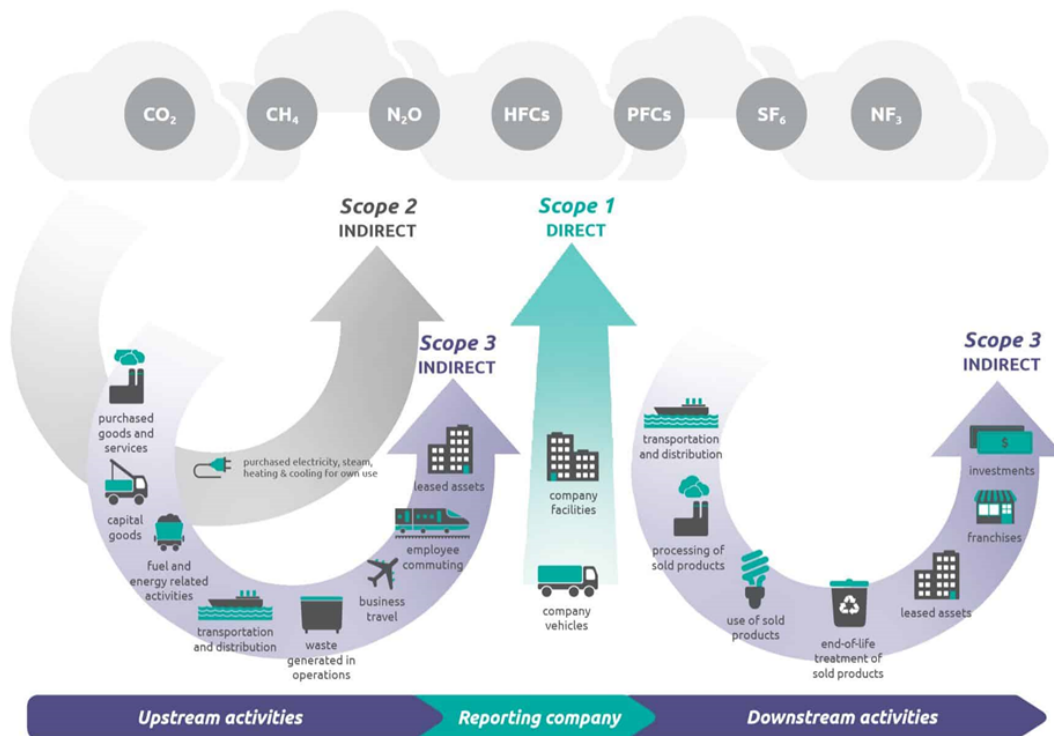 CO₂
CH₄
N₂O
HFCs
PFCs
SF₆
NF₃
Scope 2
INDIRECT
Scope 1
DIRECT
Scope 3
INDIRECT
Scope 3
INDIRECT
purchased
goods and
services
capital
goods
fuel and
energy related
activities
transportation
and distribution
waste
generated in
operations
business
travel
employee
commuting
leased assets
purchased electricity, steam,
heating & cooling for own use
company
facilities
company
vehicles
transportation
and distribution
processing of
sold products
use of sold
products
end-of-life
treatment of
sold products
leased assets
franchises
$
investments
Upstream activities
Reporting company
Downstream activities